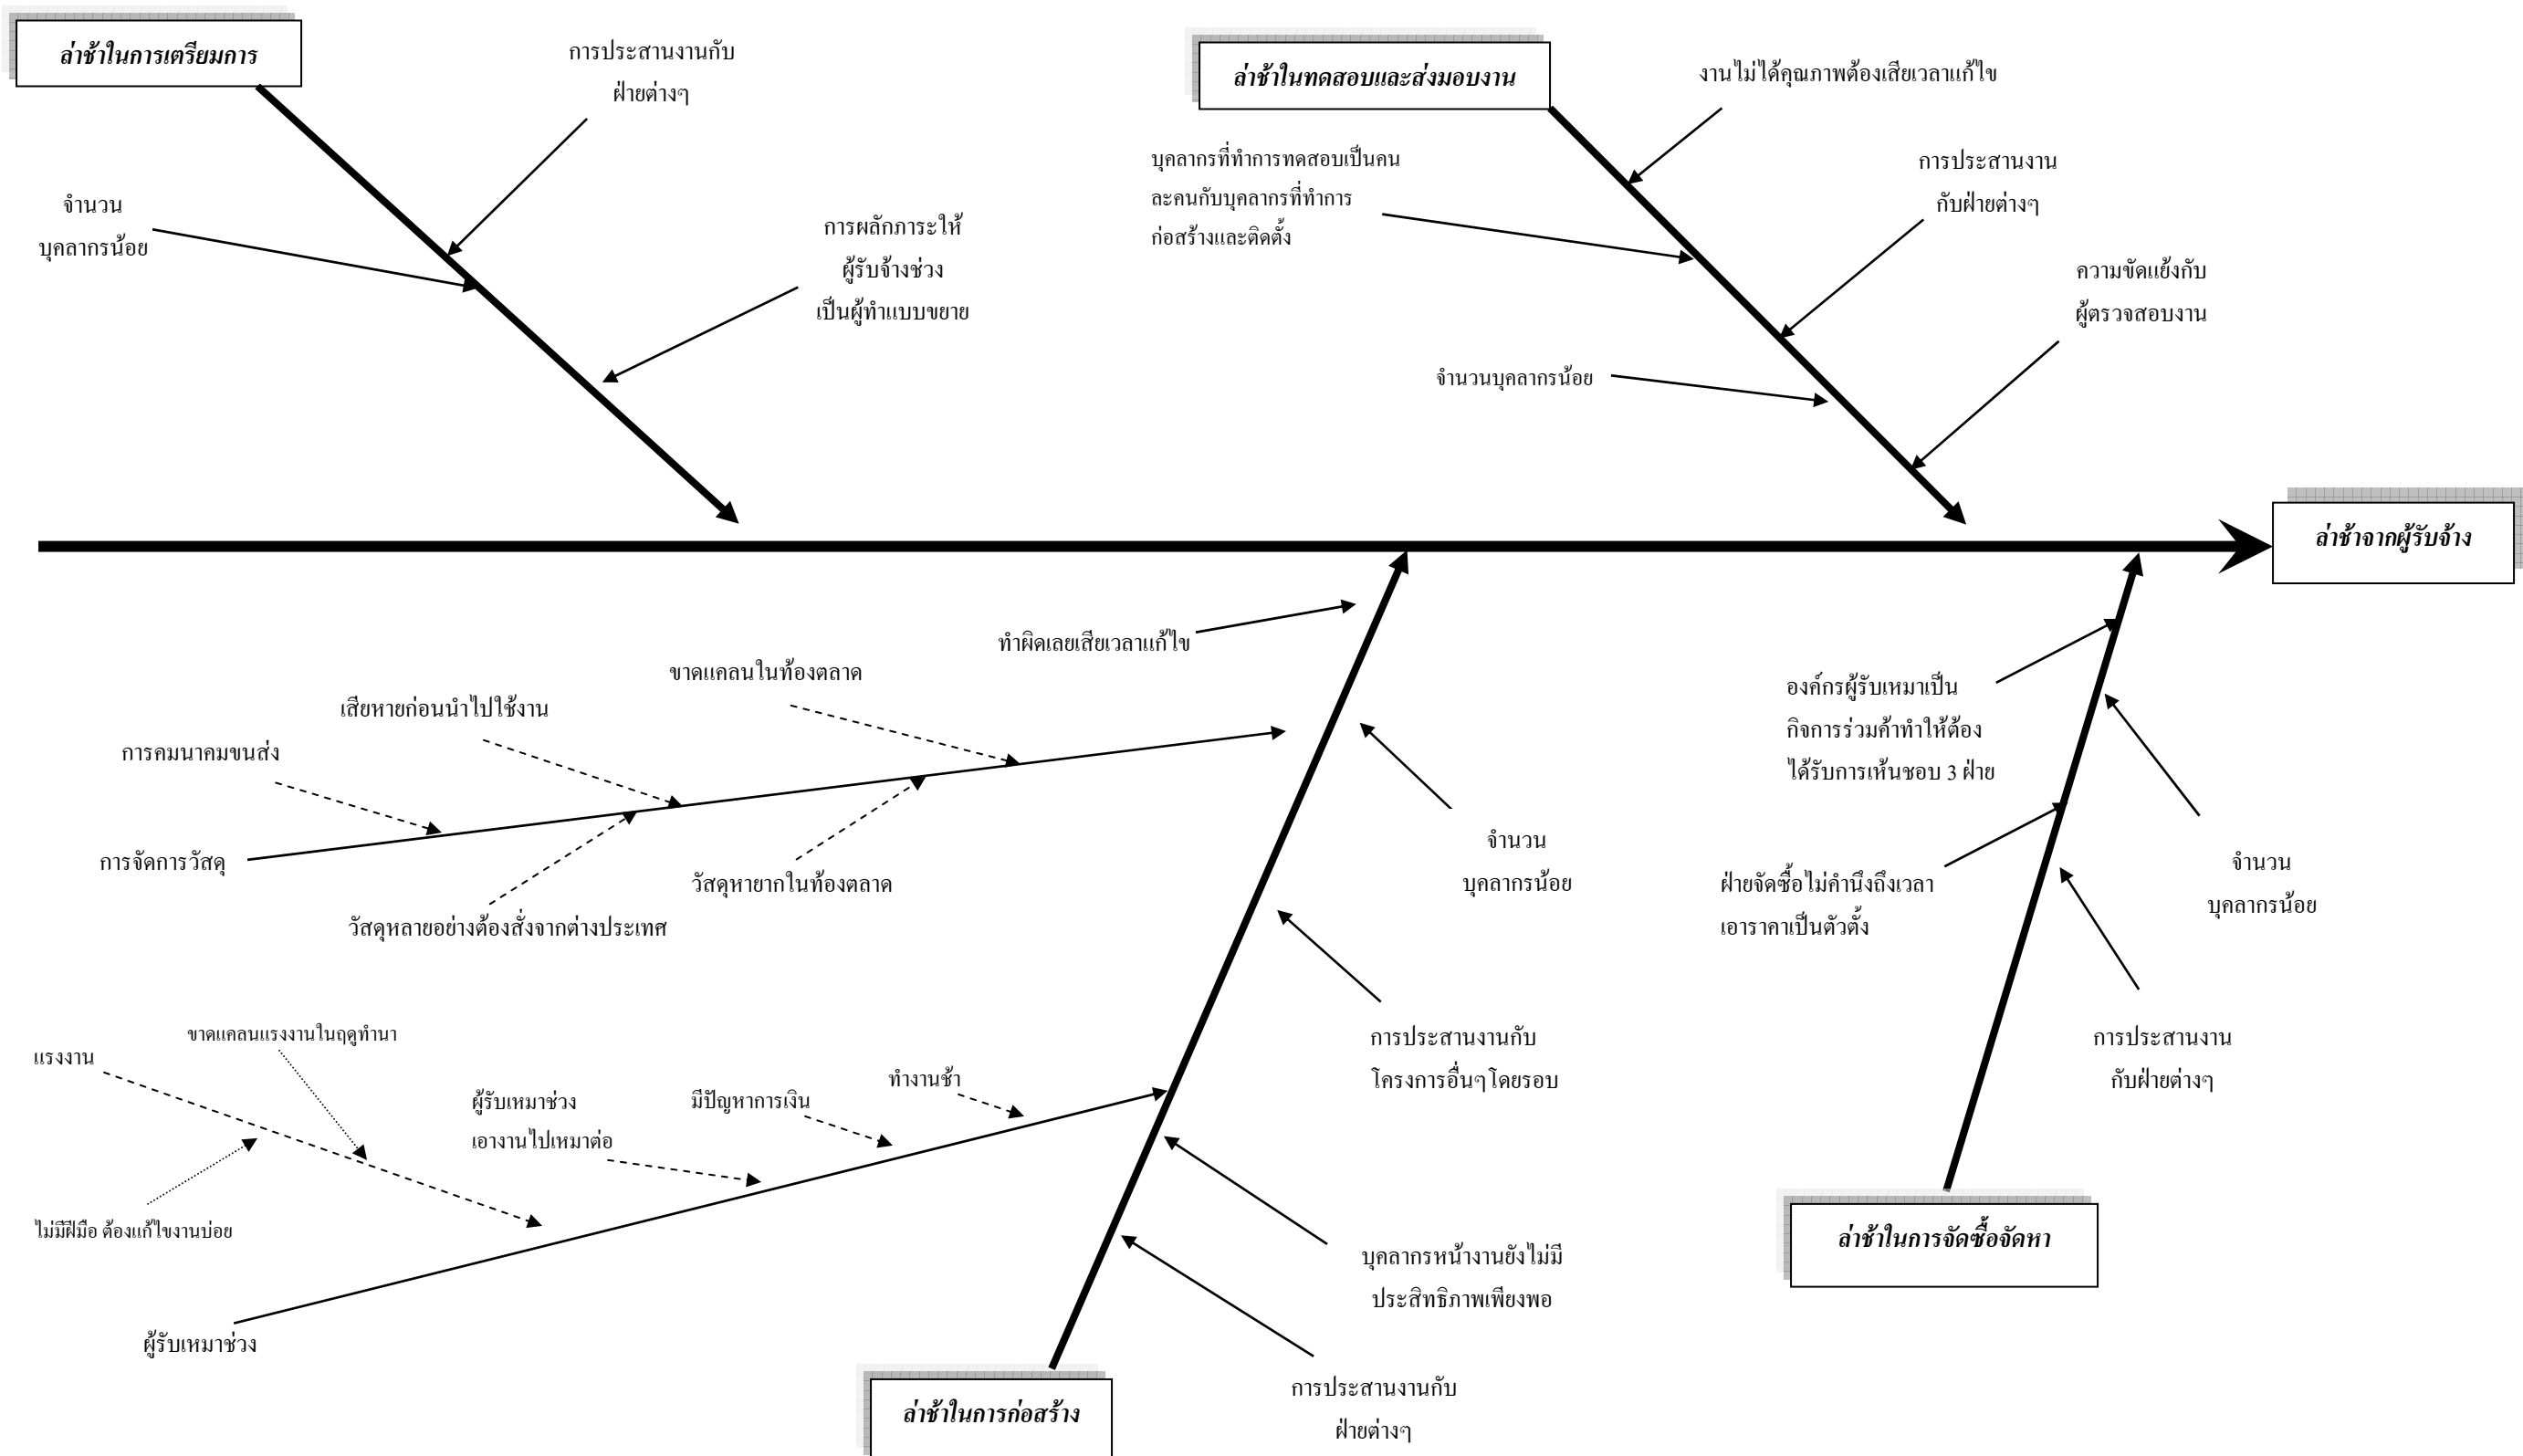 ล่าช้าในการเตรียมการ
การประสานงานกับ
ฝ่ายต่างๆ
จำนวน
บุคลากรน้อย
การผลักภาระให้
ผู้รับจ้างช่วง
เป็นผู้ทำแบบขยาย
ล่าช้าในทดสอบและส่งมอบงาน
งานไม่ได้คุณภาพต้องเสียเวลาแก้ไข
บุคลากรที่ทำการทดสอบเป็นคน
ละคนกับบุคลากรที่ทำการ
ก่อสร้างและติดตั้ง
การประสานงาน
กับฝ่ายต่างๆ
ความขัดแย้งกับ
ผู้ตรวจสอบงาน
จำนวนบุคลากรน้อย
ล่าช้าจากผู้รับจ้าง
ทำผิดเลยเสียเวลาแก้ไข
ขาดแคลนในท้องตลาด
เสียหายก่อนนำไปใช้งาน
การคมนาคมขนส่ง
การจัดการวัสดุ
วัสดุหายากในท้องตลาด
วัสดุหลายอย่างต้องสั่งจากต่างประเทศ
จำนวน
บุคลากรน้อย
องค์กรผู้รับเหมาเป็น
กิจการร่วมค้าทำให้ต้อง
ได้รับการเห็นชอบ 3 ฝ่าย
ฝ่ายจัดซื้อไม่คำนึงถึงเวลา
เอาราคาเป็นตัวตั้ง
จำนวน
บุคลากรน้อย
การประสานงาน
กับฝ่ายต่างๆ
ขาดแคลนแรงงานในฤดูทำนา
แรงงาน
ผู้รับเหมาช่วง
เอางานไปเหมาต่อ
มีปัญหาการเงิน
ทำงานช้า
การประสานงานกับ
โครงการอื่นๆโดยรอบ
ไม่มีฝีมือ ต้องแก้ไขงานบ่อย
ผู้รับเหมาช่วง
บุคลากรหน้างานยังไม่มี
ประสิทธิภาพเพียงพอ
ล่าช้าในการจัดซื้อจัดหา
การประสานงานกับ
ฝ่ายต่างๆ
ล่าช้าในการก่อสร้าง